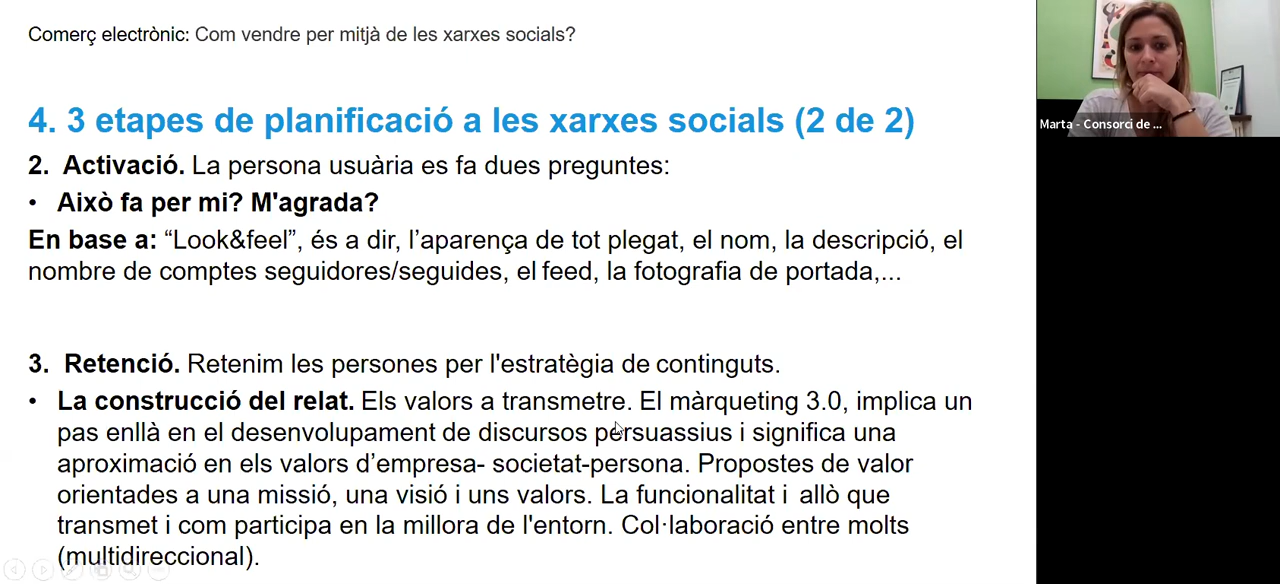 Comerç electrònic: Com vendre per mitjà de les xarxes socials?
4. 3 etapes de planificació a les xarxes socials (2 de 2)
2. Activació. La persona usuària es fa dues preguntes:
• Això fa per mi? M'agrada?
En base a: “Look&feel”, és a dir, l’aparença de tot plegat, el nom, la descripció, el
nombre de comptes seguidores/seguides, el feed, la fotografia de portada,...
3. Retenció. Retenim les persones per l'estratègia de continguts.
• La construcció del relat. Els valors a transmetre. El màrqueting 3.0, implica un
pas enllà en el desenvolupament de discursos persuassius i significa una
aproximació en els valors d’empresa- societat-persona. Propostes de valor
orientades a una missió, una visió i uns valors. La funcionalitat i allò que
transmet i com participa en la millora de l'entorn. Col·laboració entre molts
(multidireccional).
Marta - Consorci de ...